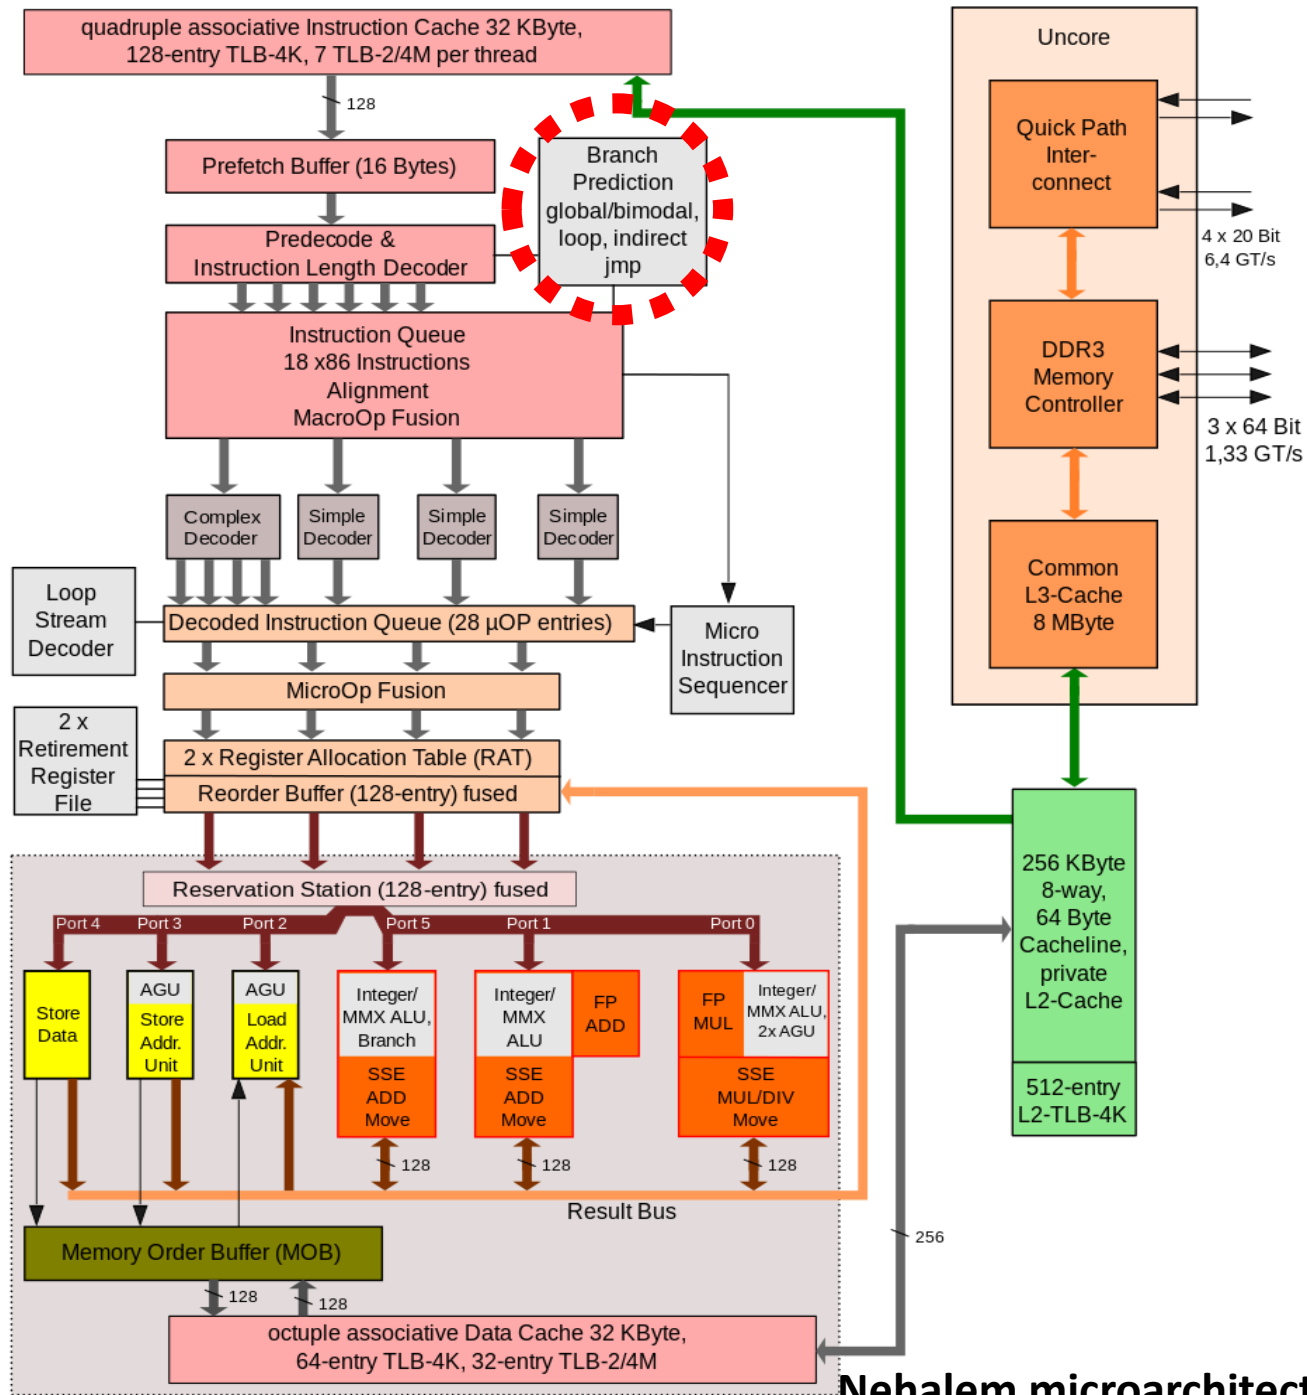 quadruple associative Instruction Cache 32 KByte,
128-entry TLB-4K, 7 TLB-2/4M per thread
128
Prefetch Buffer (16 Bytes)
Predecode &
Instruction Length Decoder
Branch
Prediction
global/bimodal,
loop, indirect
jmp
Instruction Queue
18 x86 Instructions
Alignment
MacroOp Fusion
Complex
Decoder
Simple
Decoder
Simple
Decoder
Simple
Decoder
Loop
Stream
Decoder
Decoded Instruction Queue (28 µOP entries)
Micro
Instruction
Sequencer
MicroOp Fusion
2 x
Retirement
Register
File
2 x Register Allocation Table (RAT)
Reorder Buffer (128-entry) fused
Reservation Station (128-entry) fused
Port 4
Port 3
Port 2
Port 5
Port 1
Port 0
Store
Data
AGU
Store
Addr.
Unit
AGU
Load
Addr.
Unit
Integer/
MMX ALU,
Branch
SSE
ADD
Move
Integer/
MMX
ALU
FP
ADD
SSE
ADD
Move
FP
MUL
Integer/
MMX ALU,
2x AGU
SSE
MUL/DIV
Move
128
128
128
Result Bus
Memory Order Buffer (MOB)
128
128
octuple associative Data Cache 32 KByte,
64-entry TLB-4K, 32-entry TLB-2/4M
256
Uncore
Quick Path
Inter-
connect
4 x 20 Bit
6,4 GT/s
DDR3
Memory
Controller
3 x 64 Bit
1,33 GT/s
Common
L3-Cache
8 MByte
256 KByte
8-way,
64 Byte
Cacheline,
private
L2-Cache
512-entry
L2-TLB-4K
Nehalem microarchitect